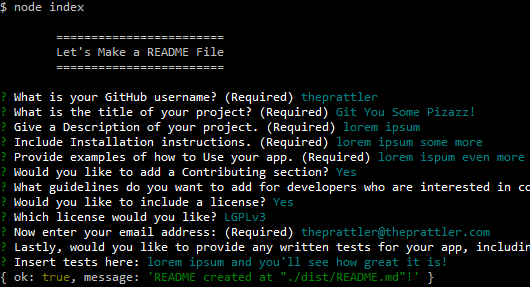 $ node index
========================
Let's Make a README File
========================
? What is your GitHub username? (Required) theprattler
? What is the title of your project? (Required) Git You Some Pizazz!
? Give a Description of your project. (Required) lorem ipsum
? Include Installation instructions. (Required) lorem ipsum some more
? Provide examples of how to Use your app. (Required) lorem ispum even more
? Would you like to add a Contributing section? Yes
? What guidelines do you want to add for developers who are interested in co
? Would you like to include a license? Yes
? Which license would you like? LGPLv3
? Now enter your email address: (Required) theprattler@theprattler.com
? Lastly, would you like to provide any written tests for your app, includin
? Insert tests here: lorem ipsum and you'll see how great it is!
{ ok: true, message: 'README created at "./dist/README.md"!' }